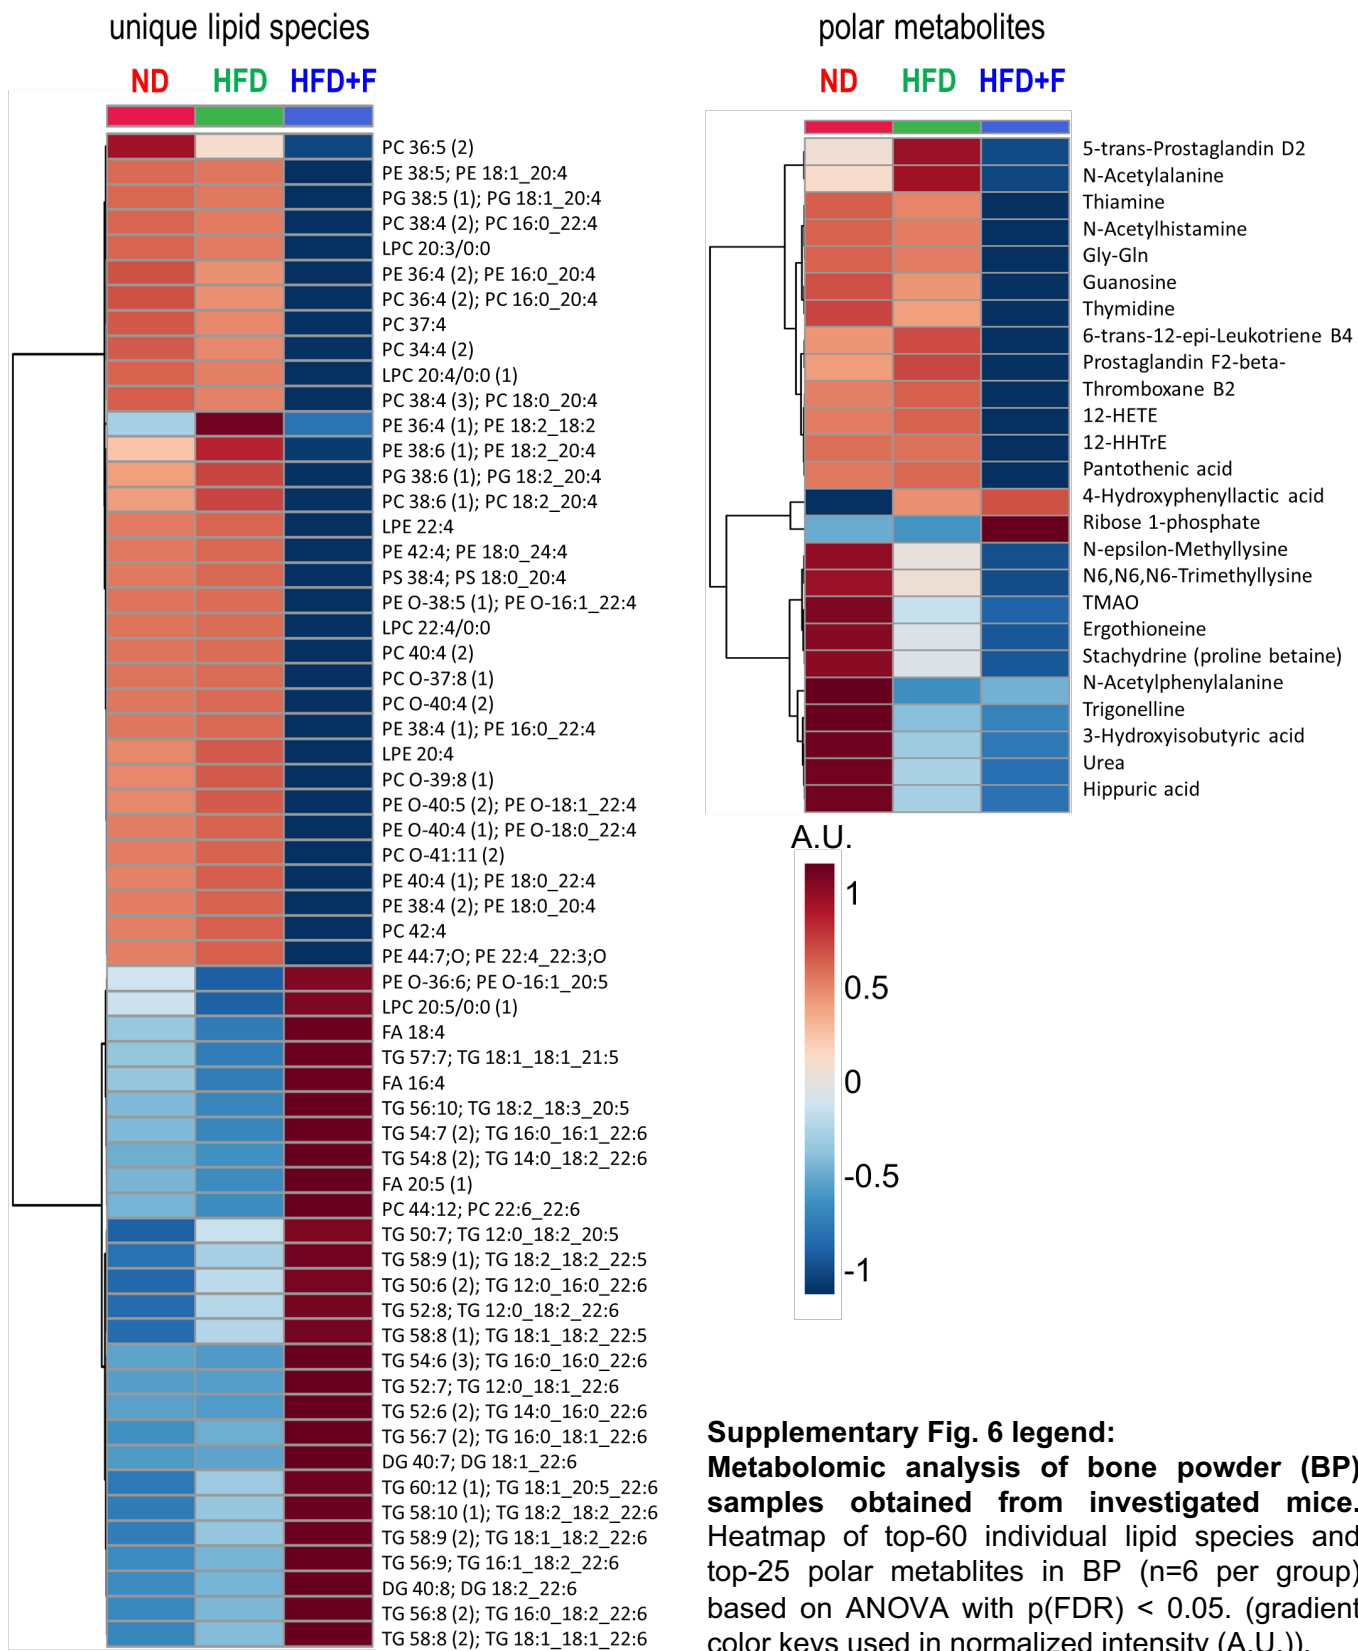 unique lipid species
ND HFD HFD+F
PC 36:5 (2)
PE 38:5; PE 18:1_20:4
PG 38:5 (1); PG 18:1_20:4
PC 38:4 (2); PC 16:0_22:4
LPC 20:3/0:0
PE 36:4 (2); PE 16:0_20:4
PC 36:4 (2); PC 16:0_20:4
PC 37:4
PC 34:4 (2)
LPC 20:4/0:0 (1)
PC 38:4 (3); PC 18:0_20:4
PE 36:4 (1); PE 18:2_18:2
PE 38:6 (1); PE 18:2_20:4
PG 38:6 (1); PG 18:2_20:4
PC 38:6 (1); PC 18:2_20:4
LPE 22:4
PE 42:4; PE 18:0_24:4
PS 38:4; PS 18:0_20:4
PE O-38:5 (1); PE O-16:1_22:4
LPC 22:4/0:0
PC 40:4 (2)
PC O-37:8 (1)
PC O-40:4 (2)
PE 38:4 (1); PE 16:0_22:4
LPE 20:4
PC O-39:8 (1)
PE O-40:5 (2); PE O-18:1_22:4
PE O-40:4 (1); PE O-18:0_22:4
PC O-41:11 (2)
PE 40:4 (1); PE 18:0_22:4
PE 38:4 (2); PE 18:0_20:4
PC 42:4
PE 44:7;O; PE 22:4_22:3;O
PE O-36:6; PE O-16:1_20:5
LPC 20:5/0:0 (1)
FA 18:4
TG 57:7; TG 18:1_18:1_21:5
FA 16:4
TG 56:10; TG 18:2_18:3_20:5
TG 54:7 (2); TG 16:0_16:1_22:6
TG 54:8 (2); TG 14:0_18:2_22:6
FA 20:5 (1)
PC 44:12; PC 22:6_22:6
TG 50:7; TG 12:0_18:2_20:5
TG 58:9 (1); TG 18:2_18:2_22:5
TG 50:6 (2); TG 12:0_16:0_22:6
TG 52:8; TG 12:0_18:2_22:6
TG 58:8 (1); TG 18:1_18:2_22:5
TG 54:6 (3); TG 16:0_16:0_22:6
TG 52:7; TG 12:0_18:1_22:6
TG 52:6 (2); TG 14:0_16:0_22:6
TG 56:7 (2); TG 16:0_18:1_22:6
DG 40:7; DG 18:1_22:6
TG 60:12 (1); TG 18:1_20:5_22:6
TG 58:10 (1); TG 18:2_18:2_22:6
TG 58:9 (2); TG 18:1_18:2_22:6
TG 56:9; TG 16:1_18:2_22:6
DG 40:8; DG 18:2_22:6
TG 56:8 (2); TG 16:0_18:2_22:6
TG 58:8 (2); TG 18:1_18:1_22:6
polar metabolites
ND HFD HFD+F
5-trans-Prostaglandin D2
N-Acetylalanine
Thiamine
N-Acetylhistamine
Gly-Gln
Guanosine
Thymidine
6-trans-12-epi-Leukotriene B4
Prostaglandin F2-beta-
Thromboxane B2
12-HETE
12-HHTrE
Pantothenic acid
4-Hydroxyphenyllactic acid
Ribose 1-phosphate
N-epsilon-Methyllysine
N6,N6,N6-Trimethyllysine
TMAO
Ergothioneine
Stachydrine (proline betaine)
N-Acetylphenylalanine
Trigonelline
3-Hydroxyisobutyric acid
Urea
Hippuric acid
A.U.
1
0.5
0
-0.5
-1
Supplementary Fig. 6 legend:
Metabolomic analysis of bone powder (BP)
samples obtained from investigated mice.
Heatmap of top-60 individual lipid species and
top-25 polar metablites in BP (n=6 per group)
based on ANOVA with p(FDR) < 0.05. (gradient
color keys used in normalized intensity (A.U.)).